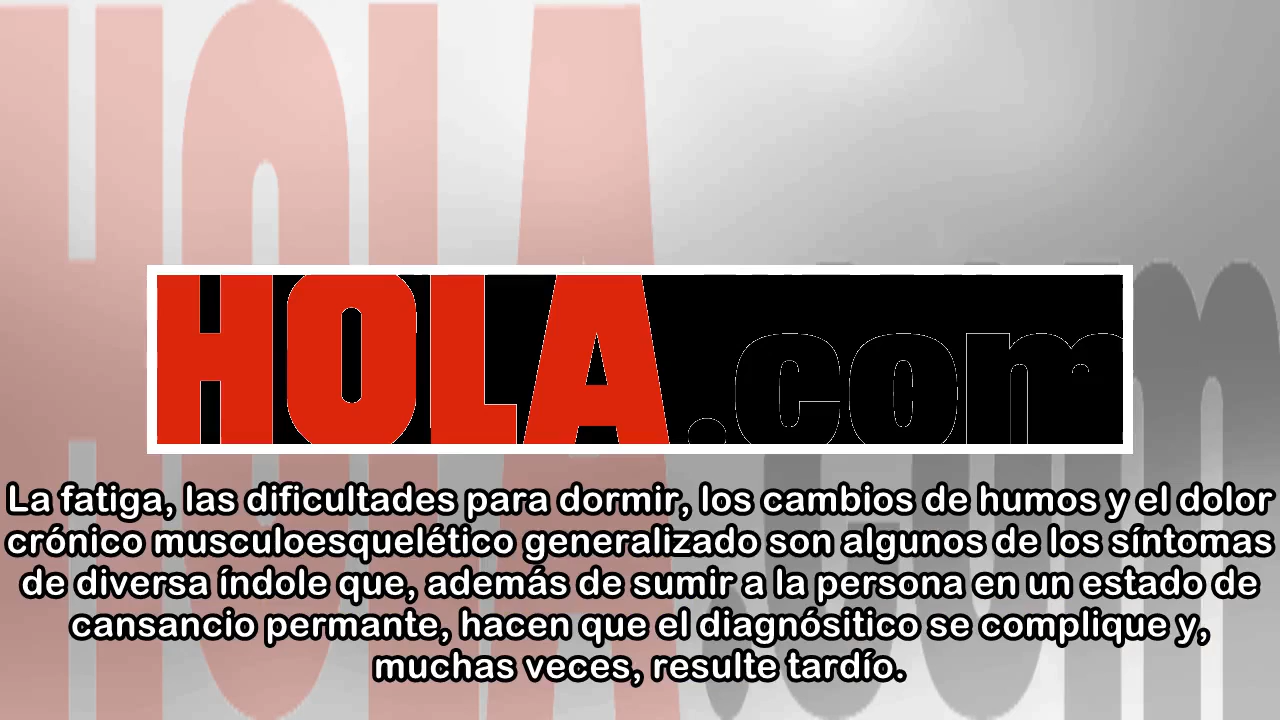 HOLA.com
La fatiga, las dificultades para dormir, los cambios de humos y el dolor
crónico musculoesquelético generalizado son algunos de los síntomas
de diversa índole que, además de sumir a la persona en un estado de
cansancio permante, hacen que el diagnósitico se complique y,
muchas veces, resulte tardío.